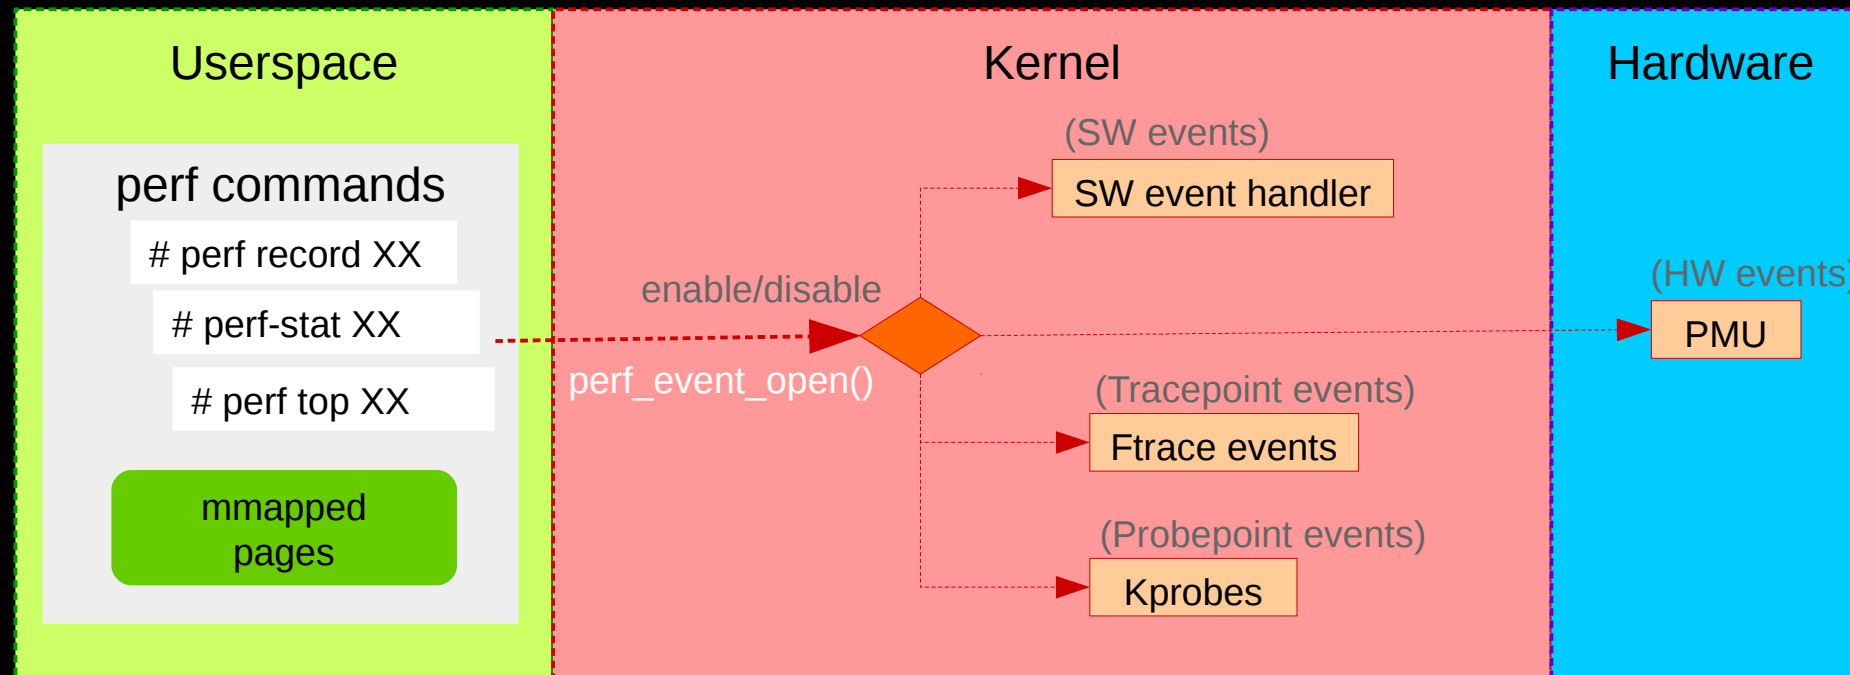 Userspace
perf commands
# perf record XX
# perf-stat XX
# perf top XX
mmapped
pages
Kernel
enable/disable
perf_event_open()
(SW events)
SW event handler
(Tracepoint events)
Ftrace events
(Probepoint events)
Kprobes
Hardware
(HW events)
PMU